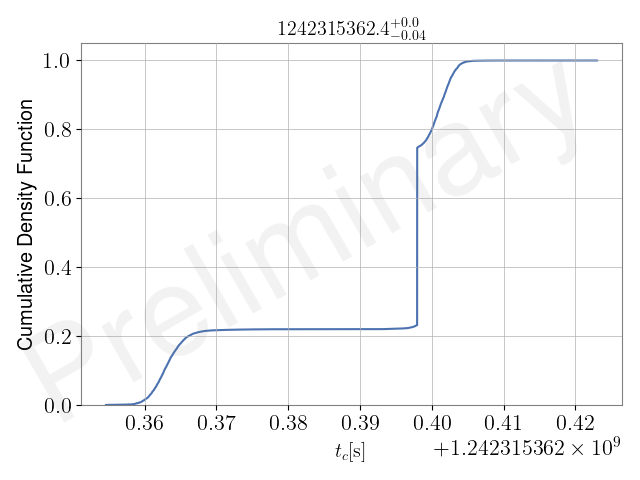 1242315362.4^{+0.0}_{-0.04}
Cumulative Density Function
1.0
0.8
0.6
0.4
0.2
0.0
0.36 0.37 0.38 0.39 0.40 0.41 0.42
t_c[s]
+1.242315362 × 10^9
Preliminary